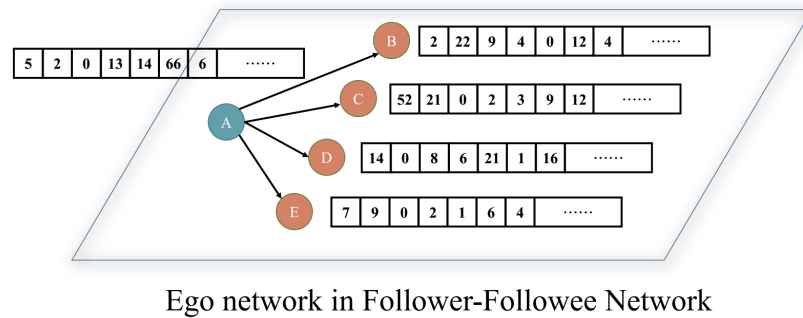 B 2 22 9 4 0 12 4 ......
5 2 0 13 14 66 6 ......
C 52 21 0 2 3 9 12 ......
A
D 14 0 8 6 21 1 16 ......
E 7 9 0 2 1 6 4 ......
Ego network in Follower-Followee Network